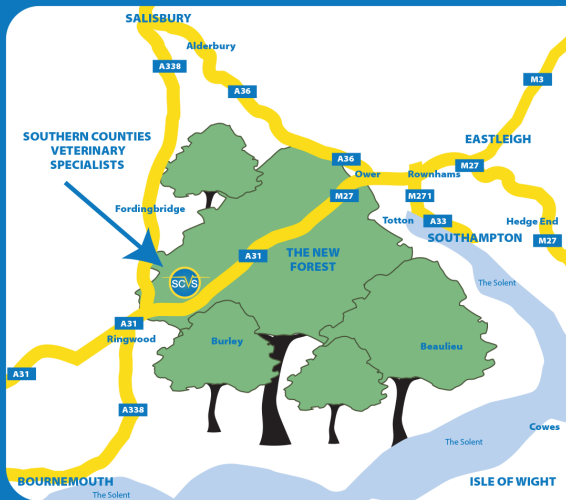 SALISBURY
Alderbury
A338
M3
A36
SOUTHERN COUNTIES
VETERINARY
SPECIALISTS
EASTLEIGH
A36
M27
Ower
Rownhams
M27
M271
Fordingbridge
Totton
A33
Hedge End
SOUTHAMPTON
M27
A31
THE NEW
FOREST
SCVS
The Solent
A31
Ringwood
Burley
Beaulieu
A31
A338
Cowes
The Solent
BOURNEMOUTH
ISLE OF WIGHT
The Solent